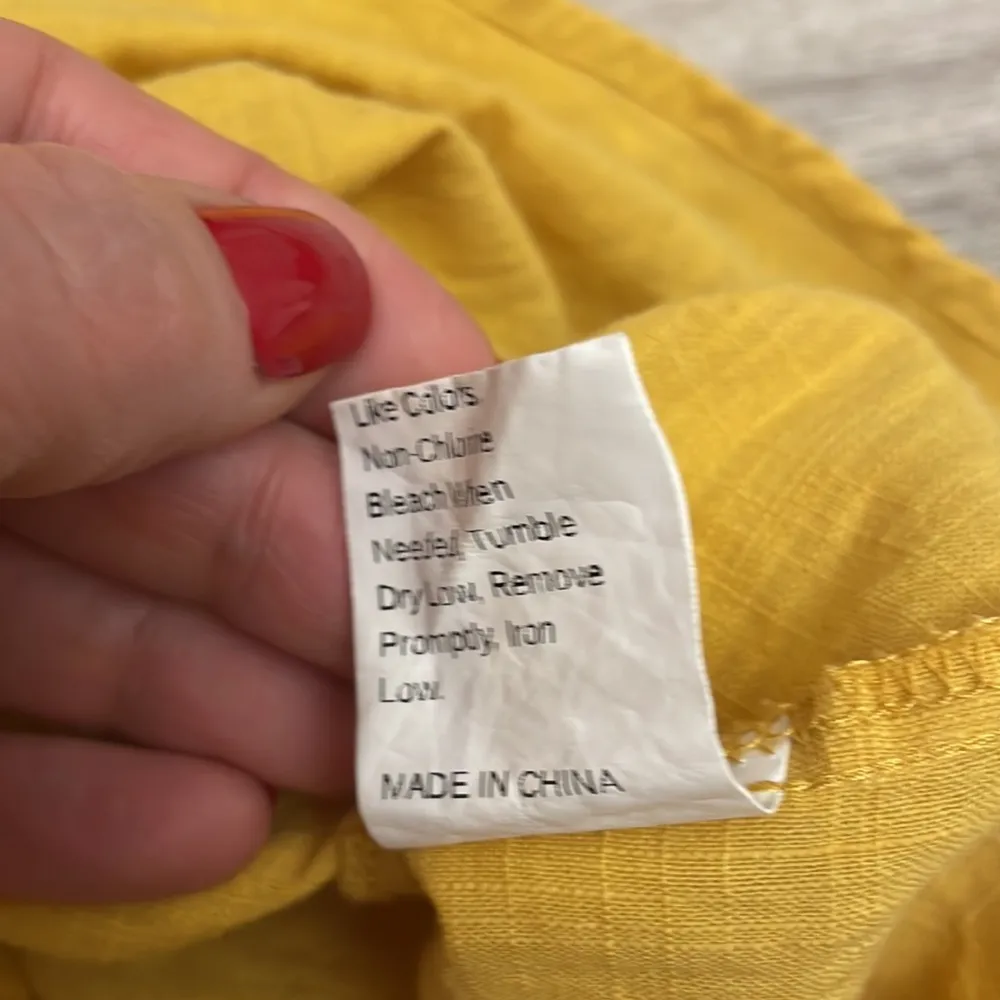 Like Colors.
Non-Chlorine
Bleach When
Needed, Tumble
Dry Low, Remove
Promptly, Iron
Low.
MADE IN CHINA